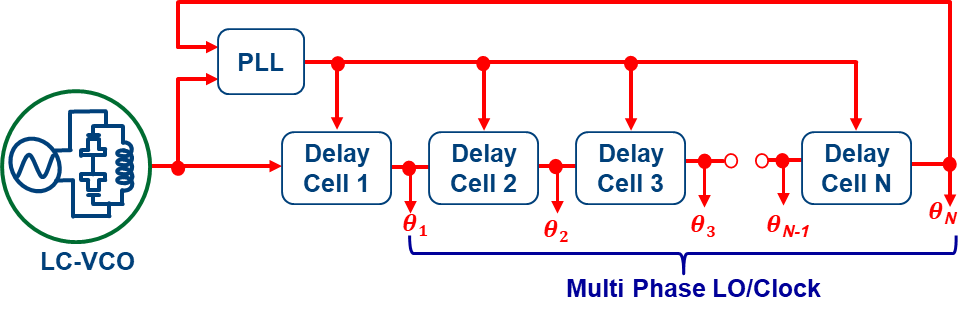 PLL
Delay
Cell 1
Delay
Cell 2
Delay
Cell 3
Delay
Cell N
θ1
θ2
θ3
θN-1
θN
LC-VCO
Multi Phase LO/Clock